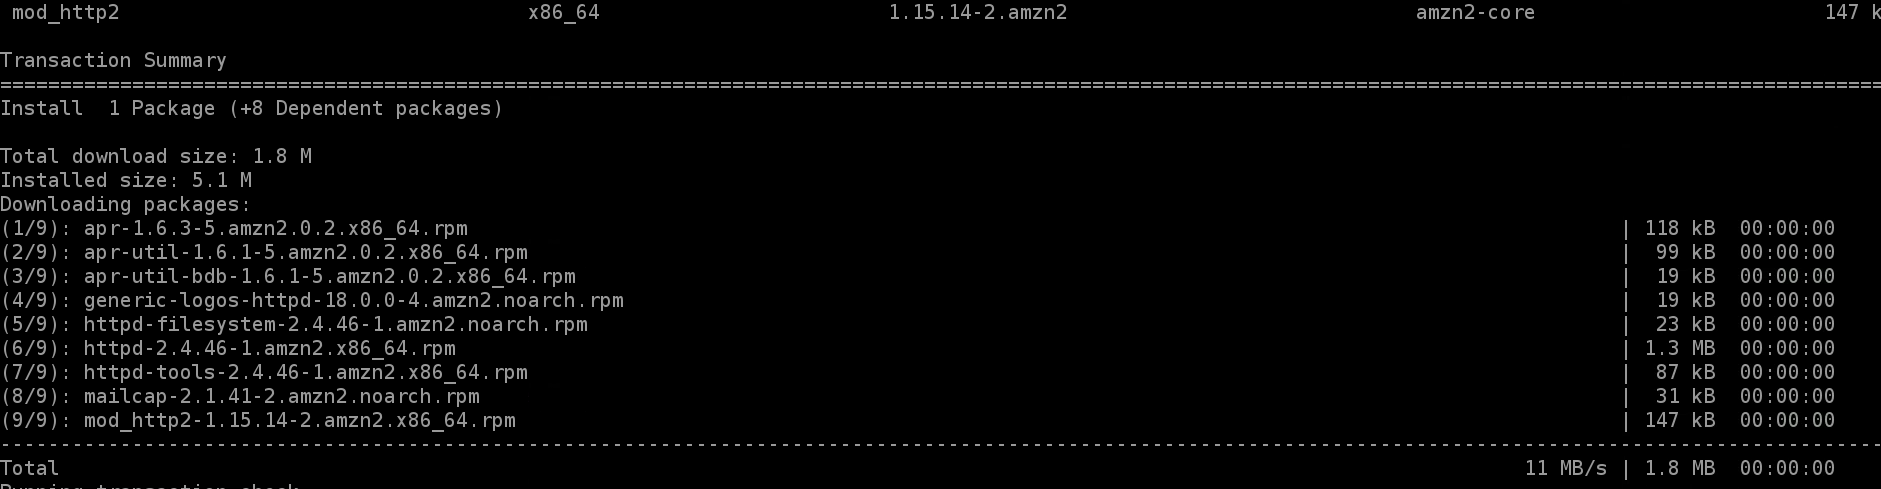 mod_http2 x86_64 1.15.14-2.amzn2 amzn2-core 147 k
Transaction Summary
================================================================================
Install 1 Package (+8 Dependent packages)
Total download size: 1.8 M
Installed size: 5.1 M
Downloading packages:
(1/9): apr-1.6.3-5.amzn2.0.2.x86_64.rpm | 118 kB 00:00:00
(2/9): apr-util-1.6.1-5.amzn2.0.2.x86_64.rpm | 99 kB 00:00:00
(3/9): apr-util-bdb-1.6.1-5.amzn2.0.2.x86_64.rpm | 19 kB 00:00:00
(4/9): generic-logos-httpd-18.0.0-4.amzn2.noarch.rpm | 19 kB 00:00:00
(5/9): httpd-filesystem-2.4.46-1.amzn2.noarch.rpm | 23 kB 00:00:00
(6/9): httpd-2.4.46-1.amzn2.x86_64.rpm | 1.3 MB 00:00:00
(7/9): httpd-tools-2.4.46-1.amzn2.x86_64.rpm | 87 kB 00:00:00
(8/9): mailcap-2.1.41-2.amzn2.noarch.rpm | 31 kB 00:00:00
(9/9): mod_http2-1.15.14-2.amzn2.x86_64.rpm | 147 kB 00:00:00
--------------------------------------------------------------------------------
Total 11 MB/s | 1.8 MB 00:00:00
Running transaction check